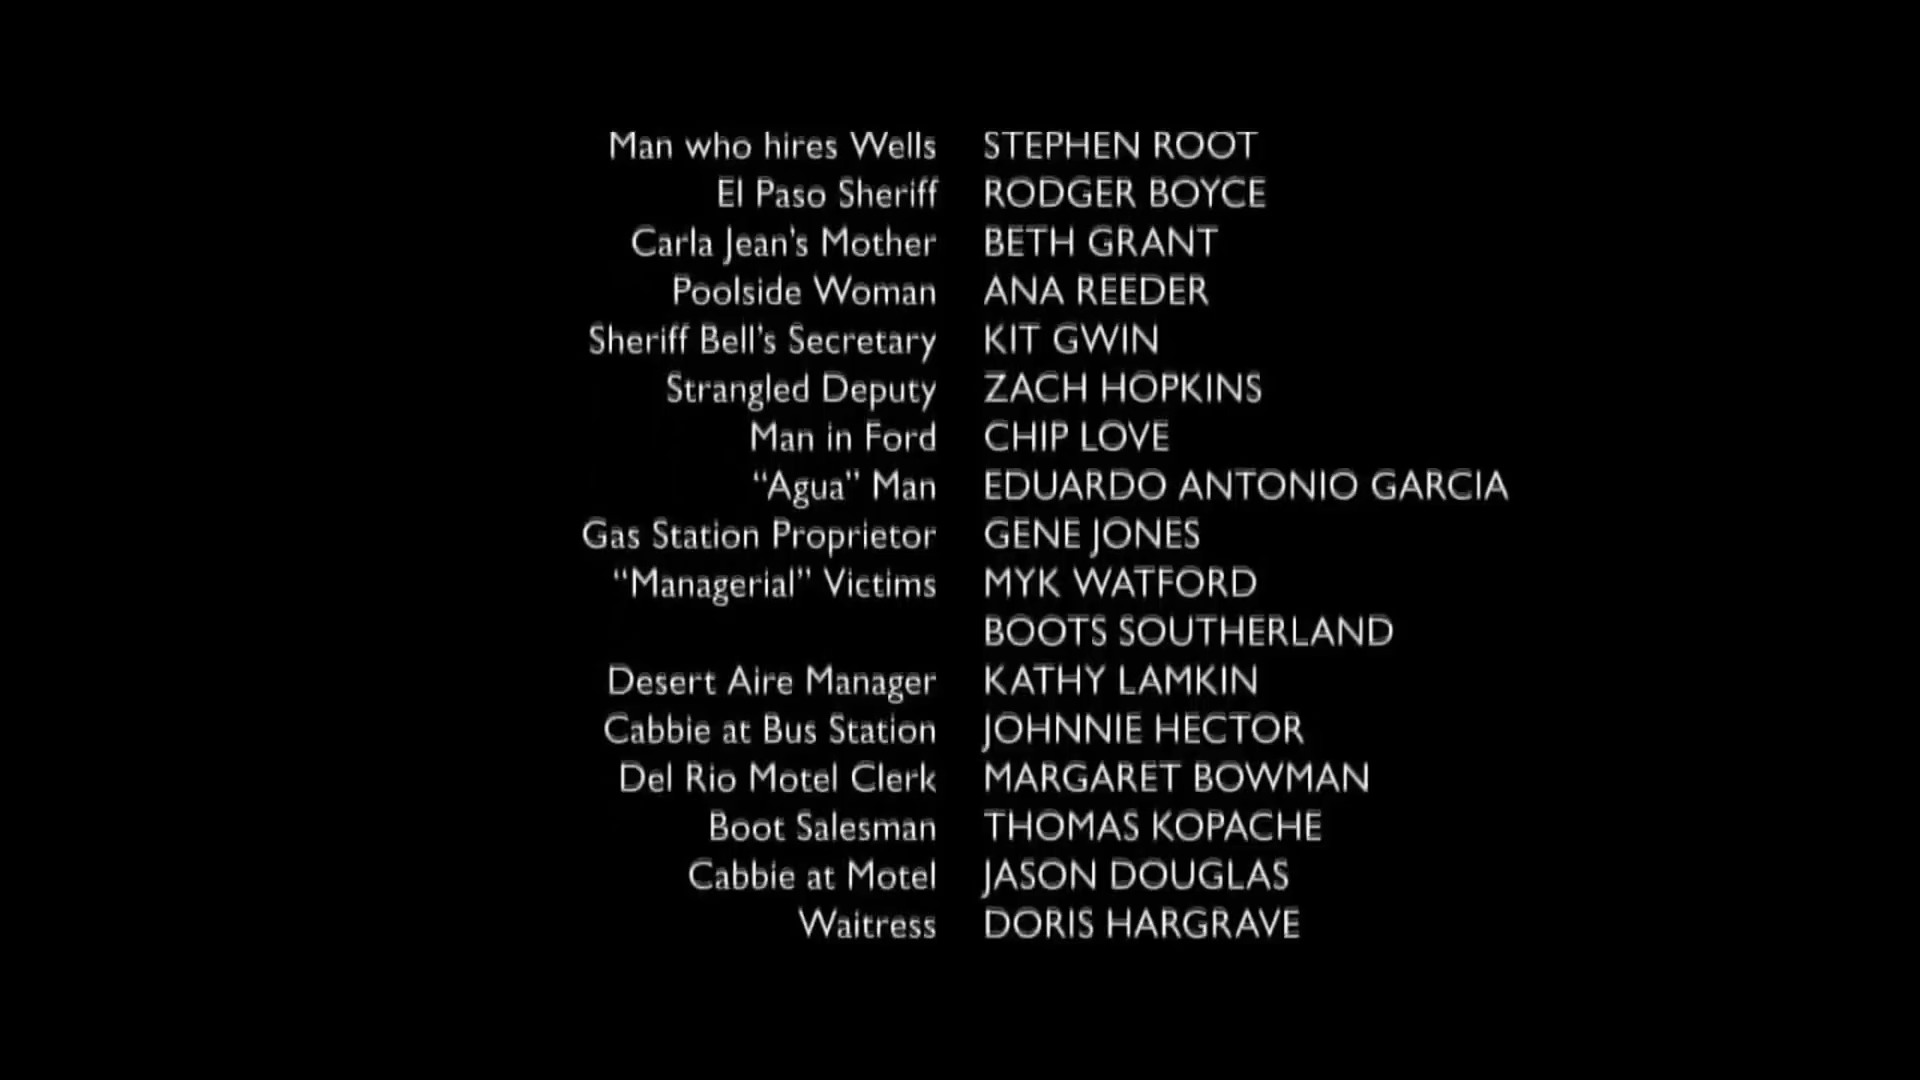 Man who hires Wells STEPHEN ROOT
El Paso Sheriff RODGER BOYCE
Carla Jean's Mother BETH GRANT
Poolside Woman ANA REEDER
Sheriff Bell's Secretary KIT GWIN
Strangled Deputy ZACH HOPKINS
Man in Ford CHIP LOVE
“Agua” Man EDUARDO ANTONIO GARCIA
Gas Station Proprietor GENE JONES
“Managerial” Victims MYK WATFORD
BOOTS SOUTHERLAND
Desert Aire Manager KATHY LAMKIN
Cabbie at Bus Station JOHNNIE HECTOR
Del Rio Motel Clerk MARGARET BOWMAN
Boot Salesman THOMAS KOPACHE
Cabbie at Motel JASON DOUGLAS
Waitress DORIS HARGRAVE